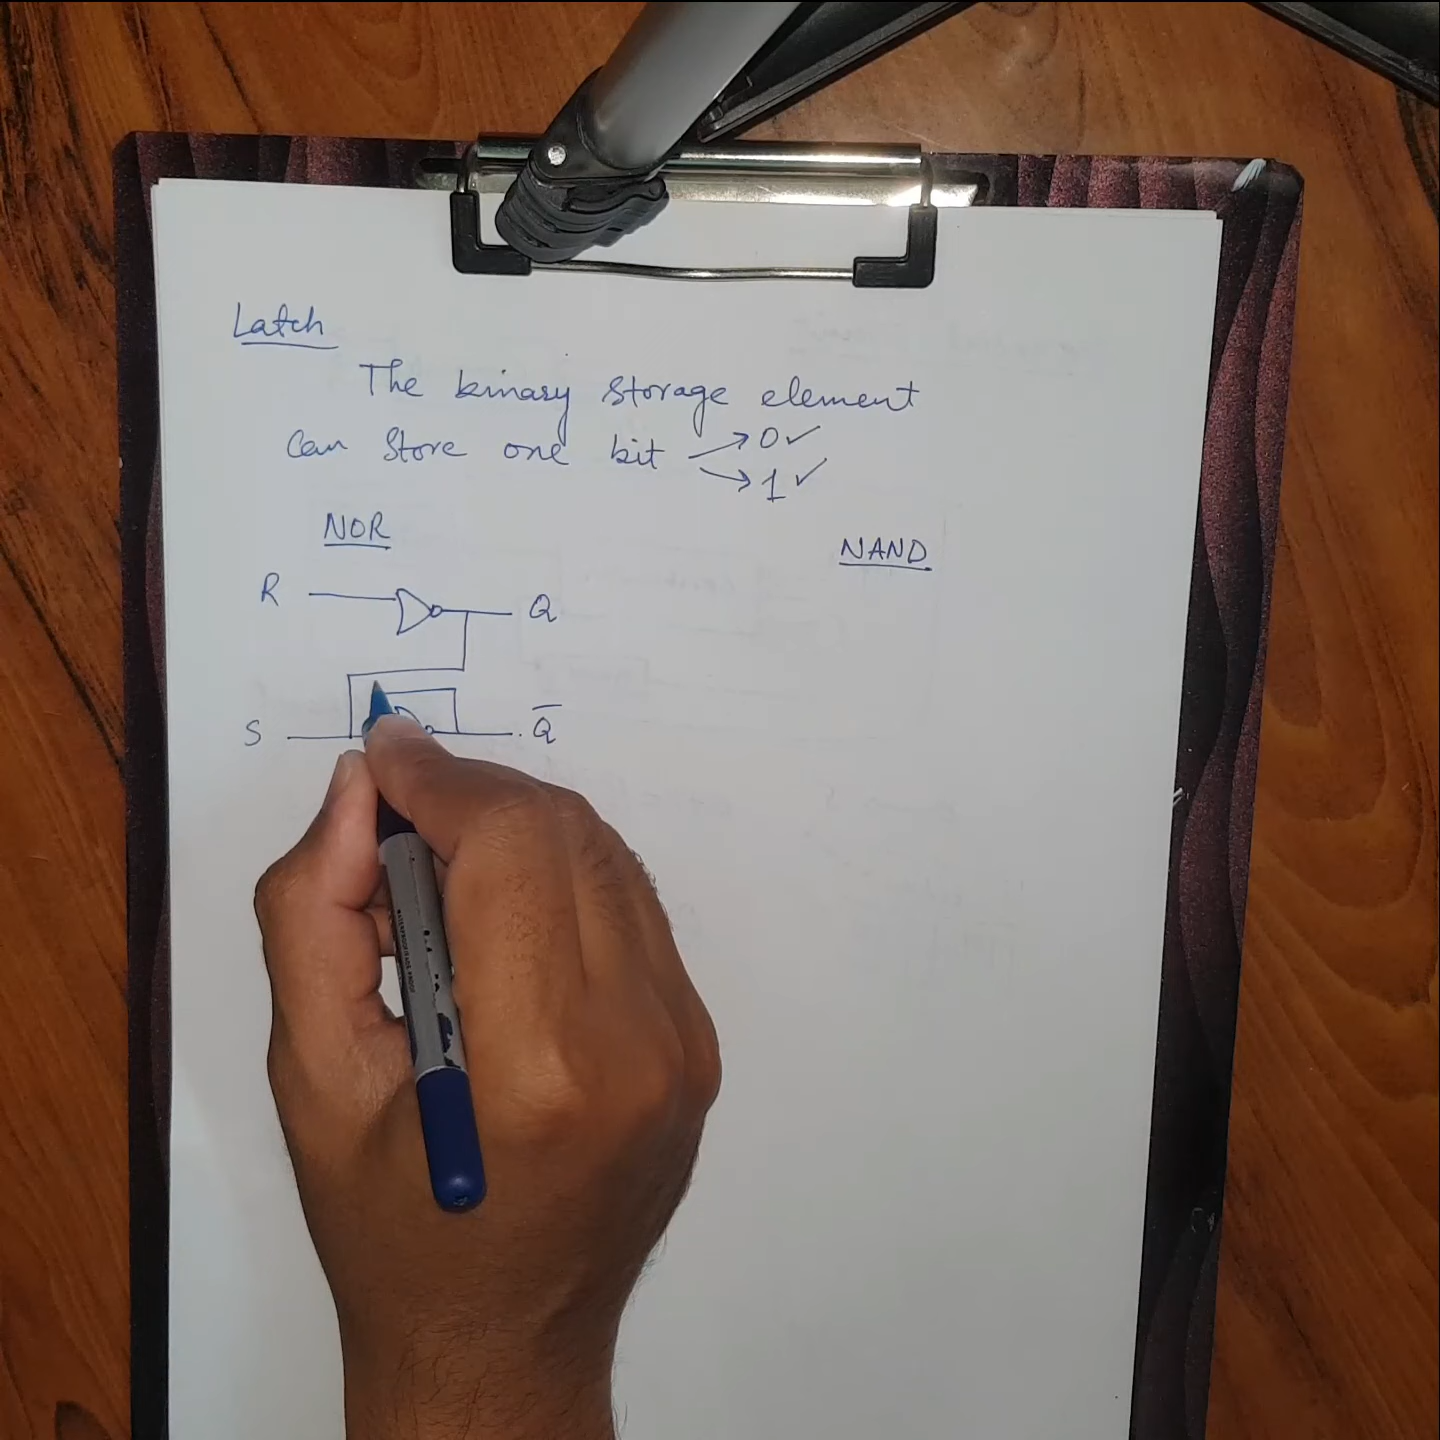 Latch
The binary storage element
Can Store one bit → 0 ✓
→ 1 ✓
NOR
NAND
R Q
S Q̅